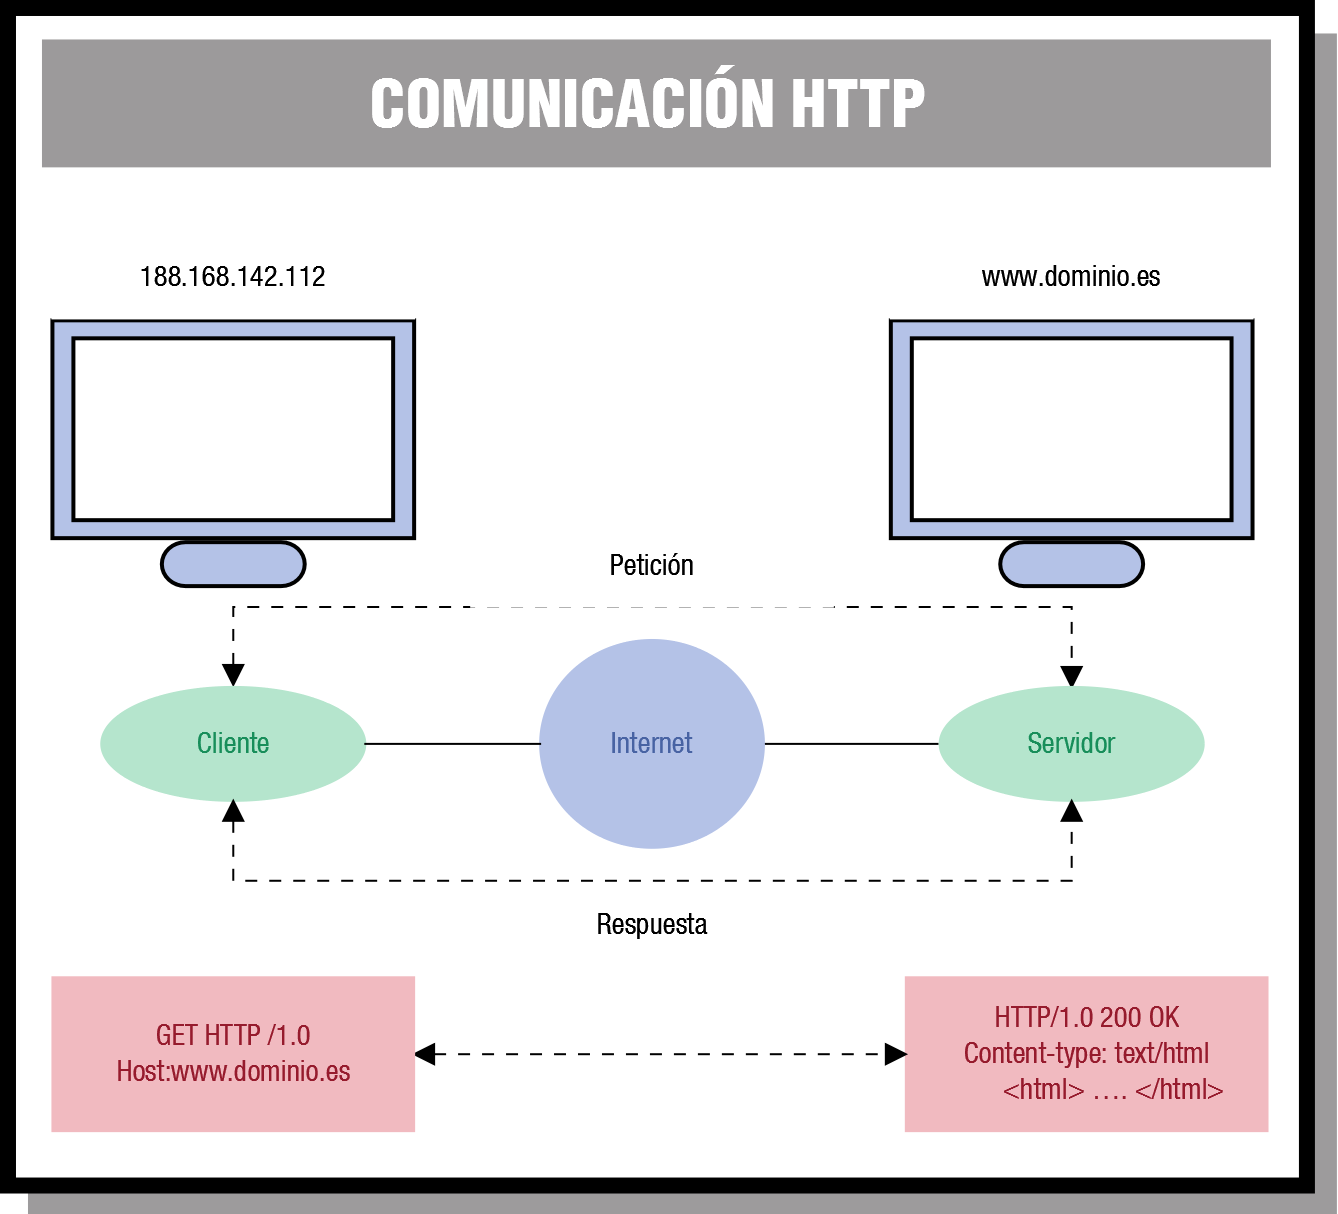 COMUNICACIÓN HTTP
188.168.142.112
www.dominio.es
Petición
Cliente
Internet
Servidor
Respuesta
GET HTTP /1.0
Host:www.dominio.es
HTTP/1.0 200 OK
Content-type: text/html
<html> .... </html>